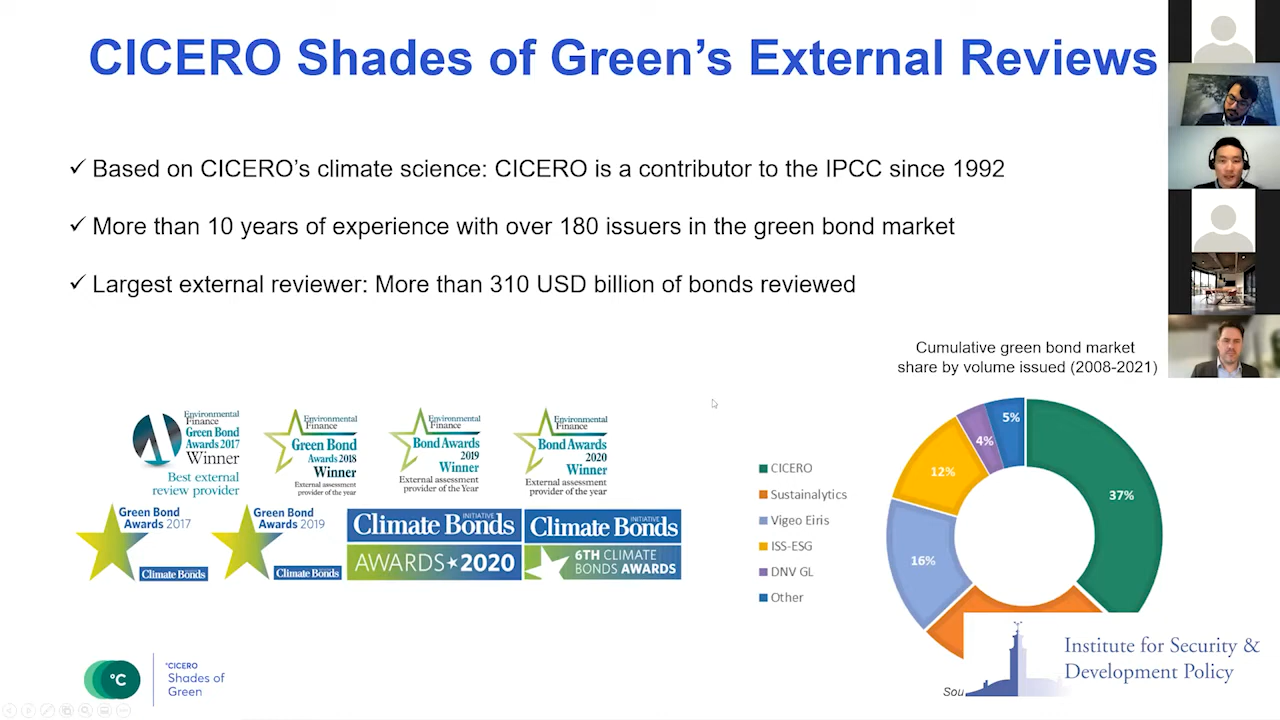 CICERO Shades of Green's External Reviews
✓ Based on CICERO's climate science: CICERO is a contributor to the IPCC since 1992
✓ More than 10 years of experience with over 180 issuers in the green bond market
✓ Largest external reviewer: More than 310 USD billion of bonds reviewed
Cumulative green bond market
share by volume issued (2008-2021)
Environmental
Finance
Green Bond
Awards 2017
Winner
Best external
review provider
Environmental
Finance
Green Bond
Awards 2018
Winner
External assessment
provider of the year
Environmental
Finance
Bond Awards
2019
Winner
External assessment
provider of the Year
Environmental
Finance
Bond Awards
2020
Winner
External assessment
provider of the year
Green Bond
Awards 2017
Climate Bonds
Green Bond
Awards 2019
Climate Bonds
Climate Bonds
INITIATIVE
AWARDS★2020
Climate Bonds
INITIATIVE
6TH CLIMATE
BONDS AWARDS
CICERO
Sustainalytics
Vigeo Eiris
ISS-ESG
DNV GL
Other
5%
4%
12%
37%
16%
°C
°CICERO
Shades of
Green
Institute for Security &
Development Policy